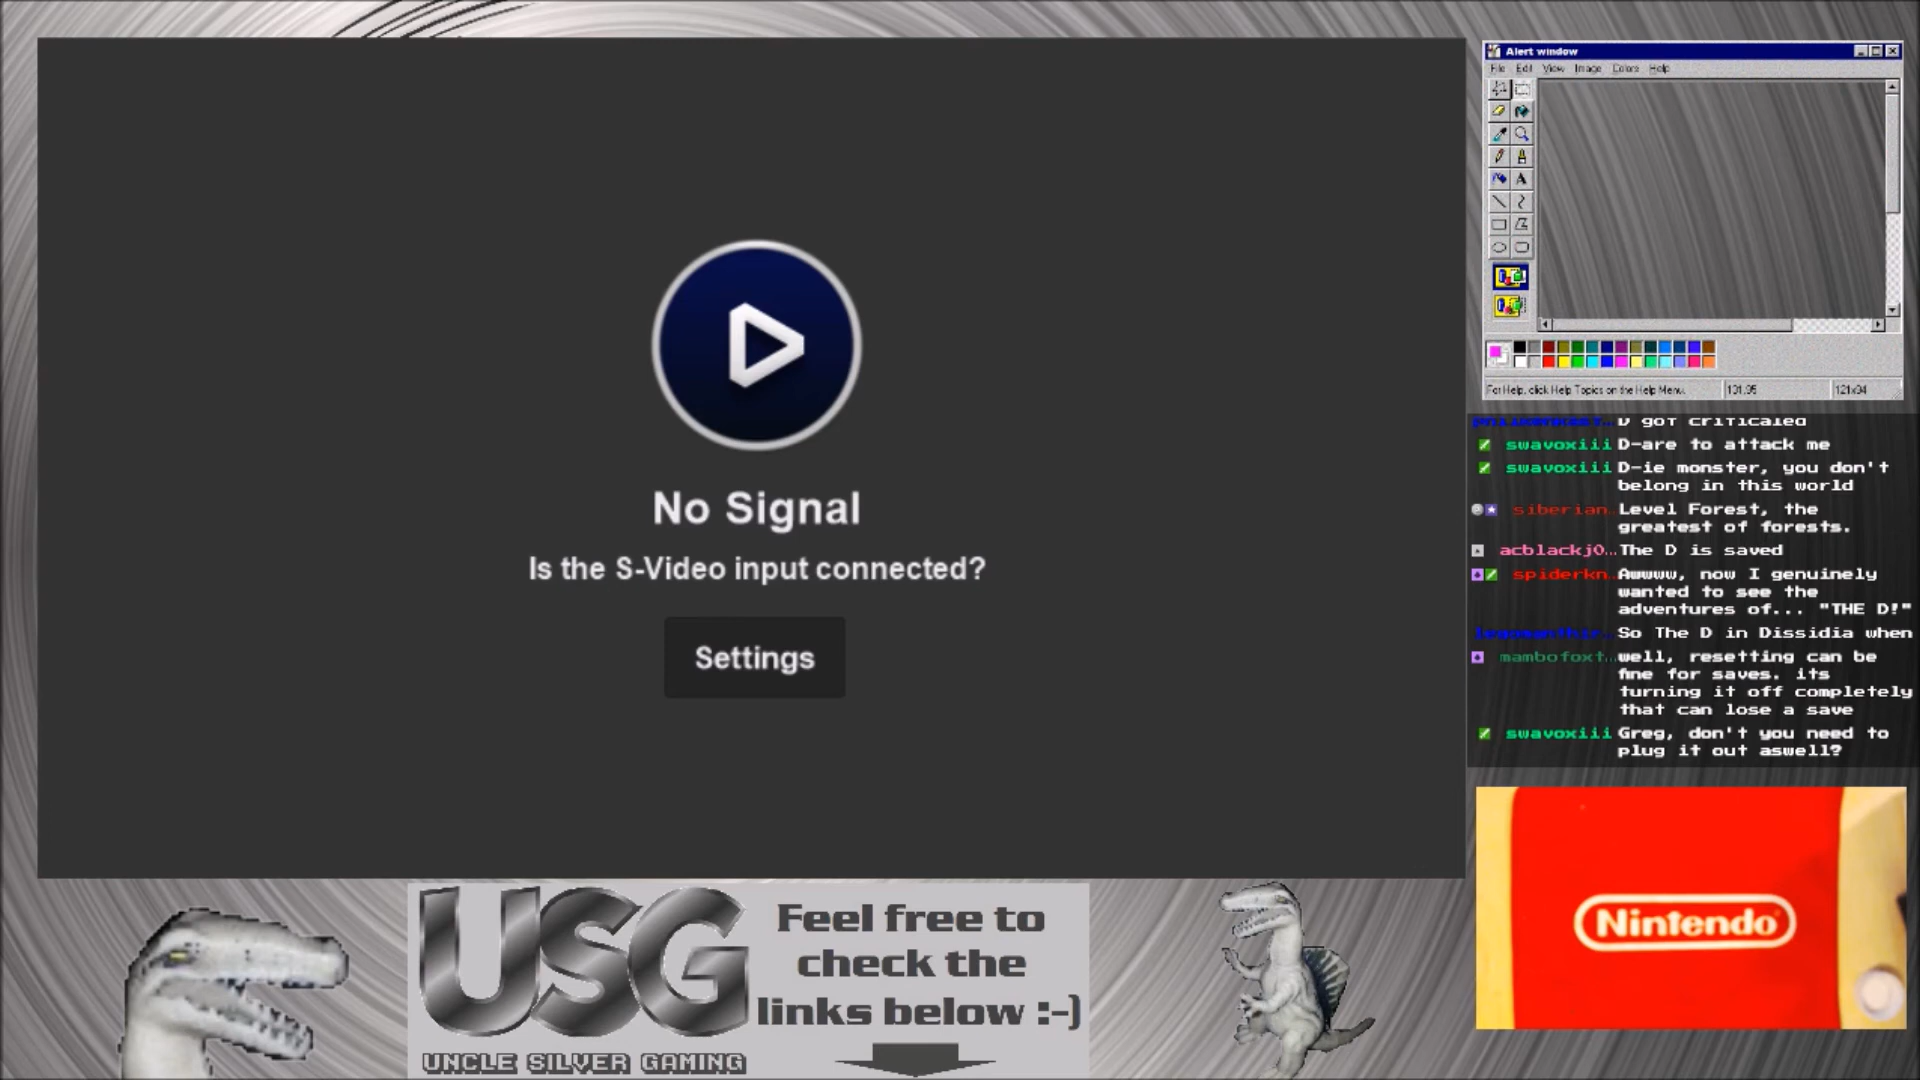 No Signal
Is the S-Video input connected?
Settings
Alert window
File Edit View Image Colors Help
A
For Help, click Help Topics on the Help Menu.
131,95
121x94
D got criticaled
swavoxiii D-are to attack me
swavoxiii D-ie monster, you don't
belong in this world
siberian.. Level Forest, the
greatest of forests.
acblackj0... The D is saved
spiderkn... Awwww, now I genuinely
wanted to see the
adventures of... "THE D!"
So The D in Dissidia when
mambofoxt... well, resetting can be
fine for saves. its
turning it off completely
that can lose a save
swavoxiii Greg, don't you need to
plug it out aswell?
Nintendo
USG
UNCLE SILVER GAMING
Feel free to
check the
links below :-)